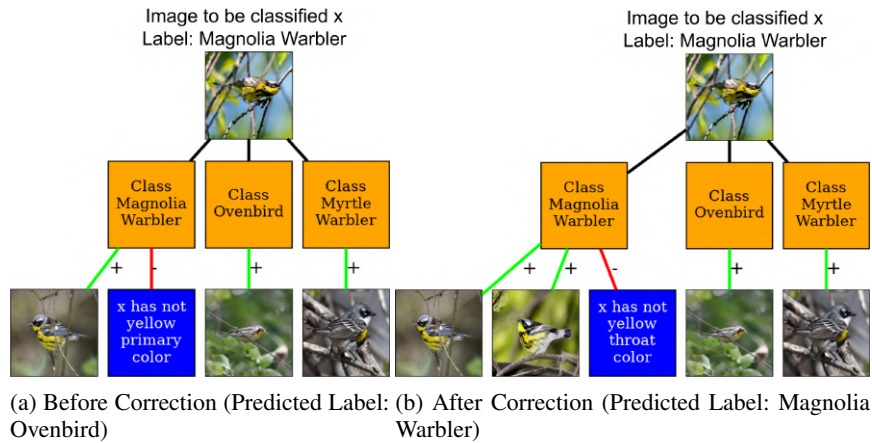 Image to be classified x
Label: Magnolia Warbler
Class
Magnolia
Warbler
Class
Ovenbird
Class
Myrtle
Warbler
+
-
+
+
x has not
yellow
primary
color
(a) Before Correction (Predicted Label:
Ovenbird)
Image to be classified x
Label: Magnolia Warbler
Class
Magnolia
Warbler
Class
Ovenbird
Class
Myrtle
Warbler
+
+
-
+
+
x has not
yellow
throat
color
(b) After Correction (Predicted Label: Magnolia
Warbler)